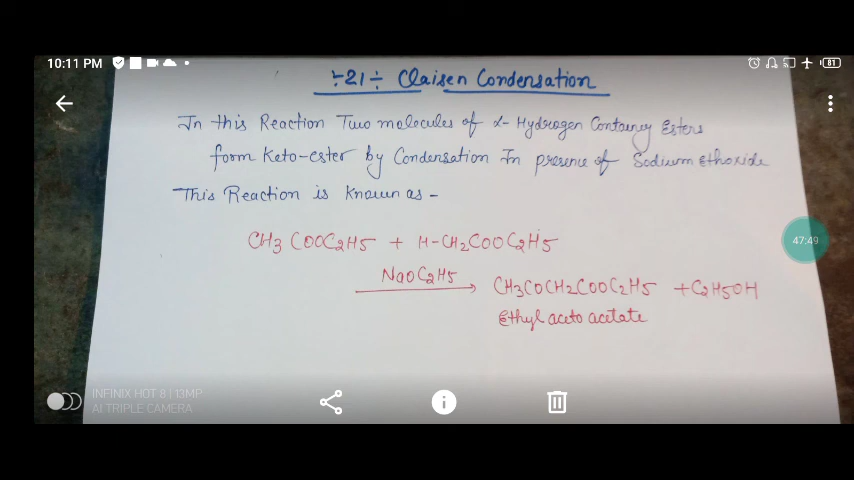 10:11 PM
81
÷21÷ Claisen Condensation
In this Reaction Two molecules of α-Hydrogen Containing Esters
form Keto-ester by Condensation In presence of Sodium Ethoxide
This Reaction is known as -
CH3COOC2H5 + H-CH2COOC2H5
47:49
NaOC2H5
CH3COCH2COOC2H5 + C2H5OH
Ethyl aceto acetate
INFINIX HOT 8 | 13MP
AI TRIPLE CAMERA